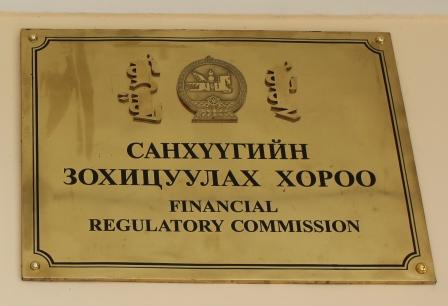 САНХҮҮГИЙН
ЗОХИЦУУЛАХ ХОРОО
FINANCIAL
REGULATORY COMMISSION